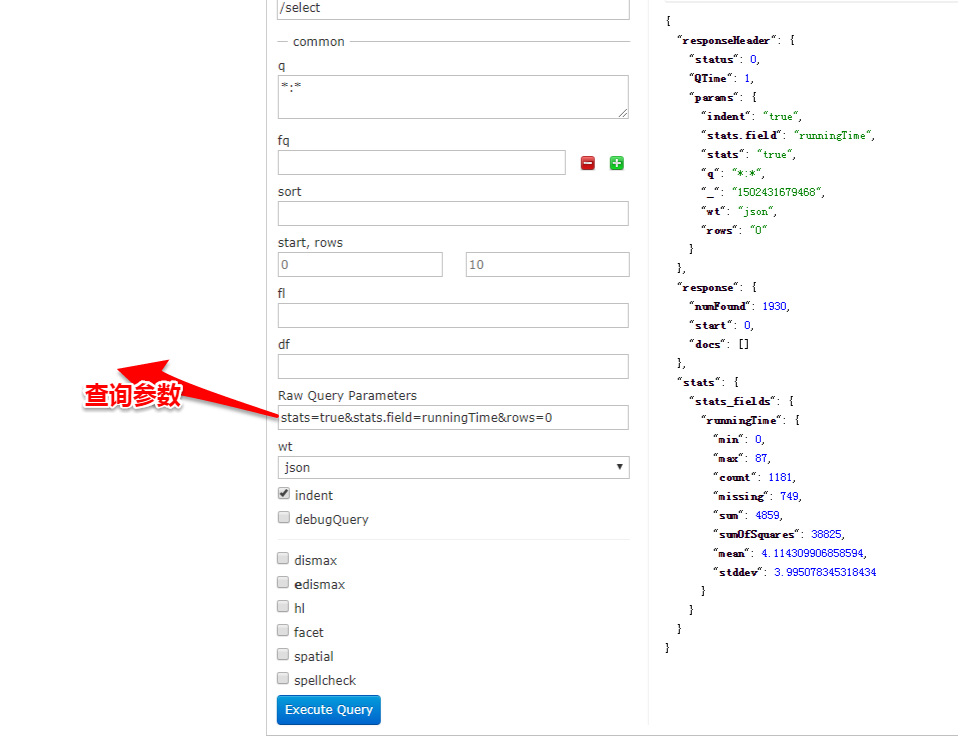 /select
common
q
*:*
fq
sort
start, rows
0
10
fl
df
Raw Query Parameters
查询参数
stats=true&stats.field=runningTime&rows=0
wt
json
indent
debugQuery
dismax
edismax
hl
facet
spatial
spellcheck
Execute Query
{
"responseHeader": {
"status": 0,
"QTime": 1,
"params": {
"indent": "true",
"stats.field": "runningTime",
"stats": "true",
"q": "*:*",
"_": "1502431679468",
"wt": "json",
"rows": "0"
}
},
"response": {
"numFound": 1930,
"start": 0,
"docs": []
},
"stats": {
"stats_fields": {
"runningTime": {
"min": 0,
"max": 87,
"count": 1181,
"missing": 749,
"sum": 4859,
"sumOfSquares": 38825,
"mean": 4.114309906858594,
"stddev": 3.995078345318434
}
}
}
}